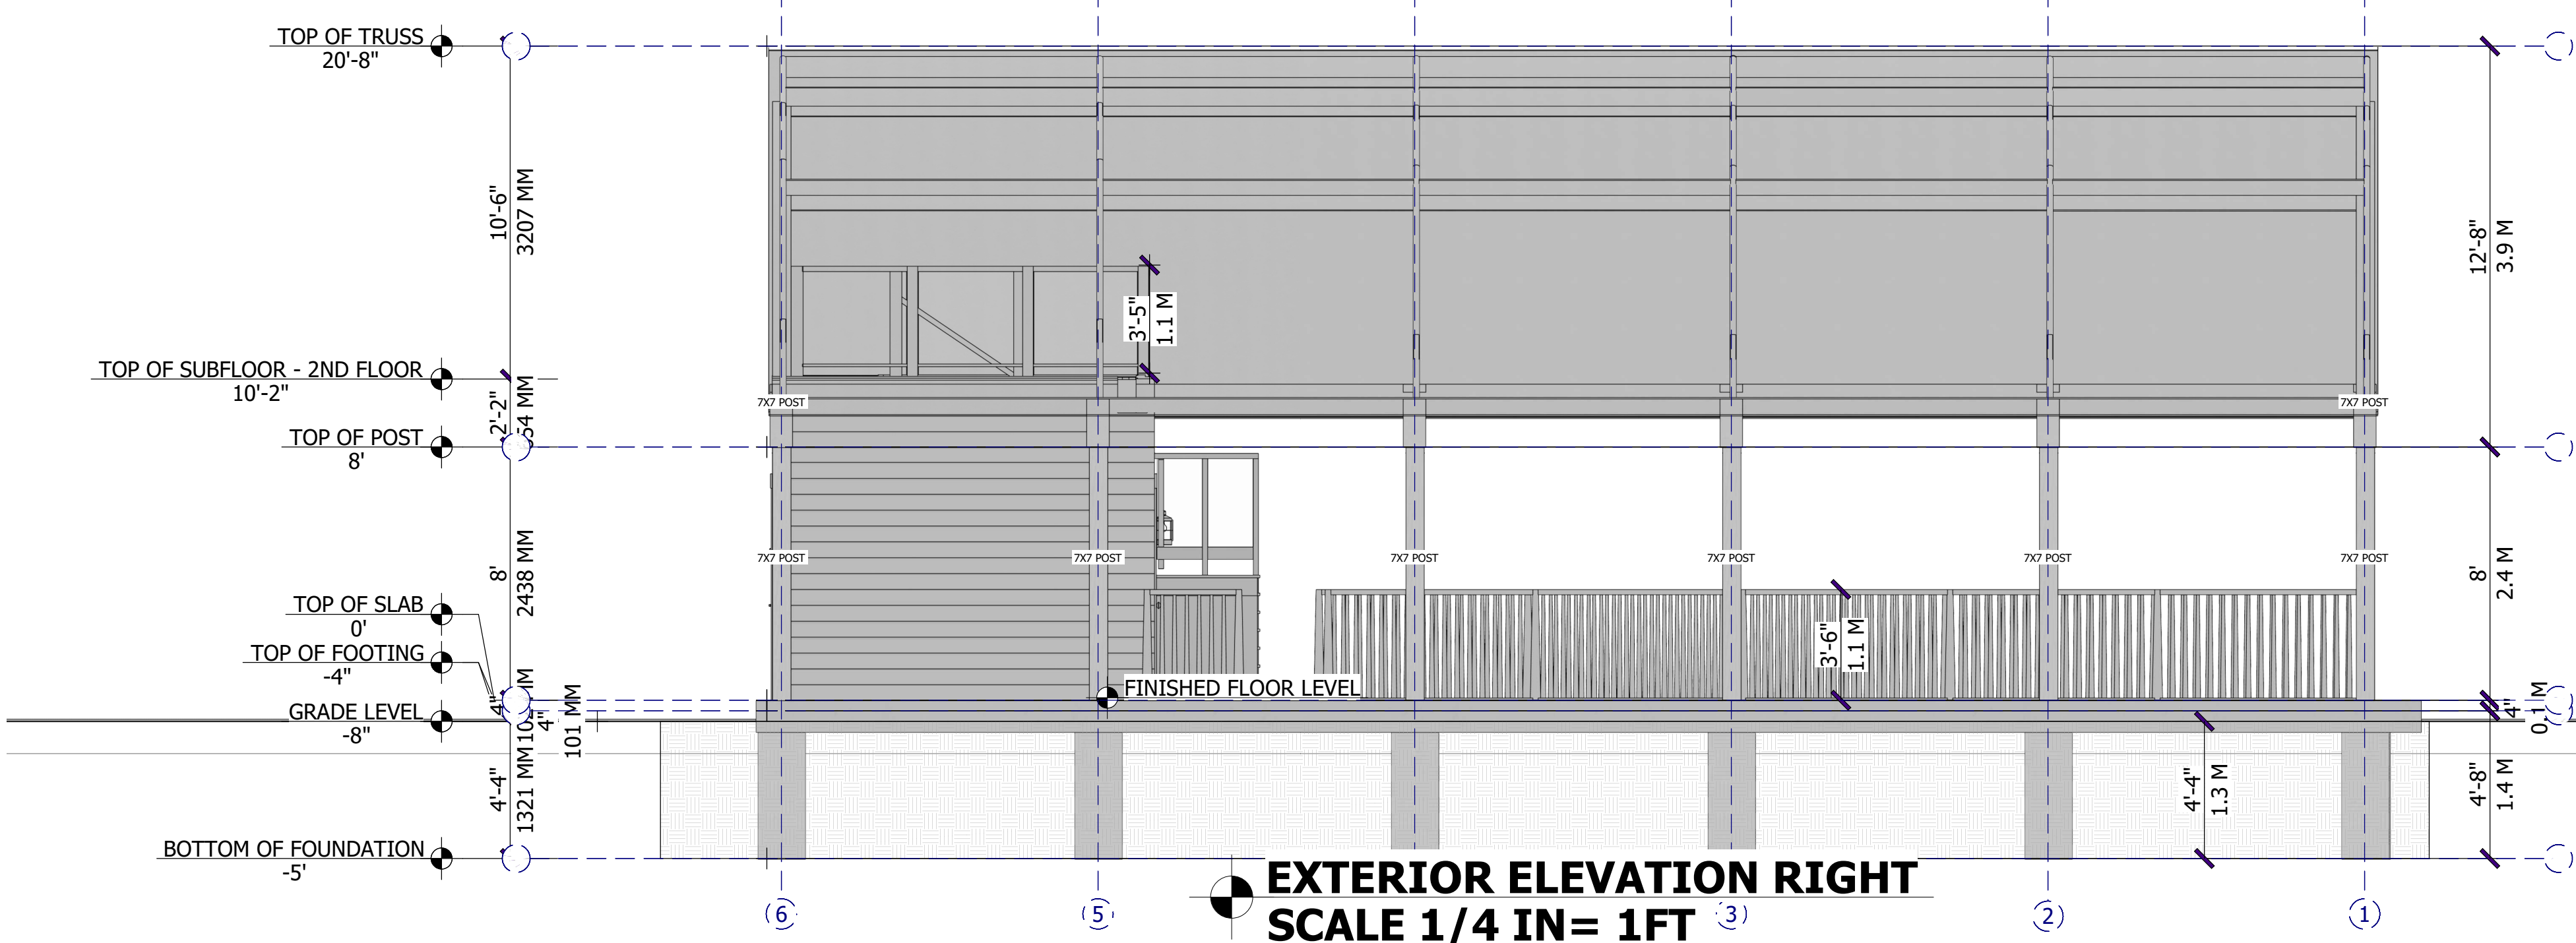 TOP OF TRUSS
20'-8"
10'-6"
3207 MM
12'-8"
3.9 M
3'-5"
1.1 M
TOP OF SUBFLOOR - 2ND FLOOR
10'-2"
2'-2"
7X7 POST
7X7 POST
TOP OF POST
8'
8'
2438 MM
7X7 POST
7X7 POST
7X7 POST
7X7 POST
7X7 POST
7X7 POST
8'
2.4 M
TOP OF SLAB
0'
TOP OF FOOTING
-4"
3'-6"
1.1 M
FINISHED FLOOR LEVEL
GRADE LEVEL
-8"
4"
4"
101 MM
4"
0.1 M
4'-4"
1321 MM
4'-4"
1.3 M
4'-8"
1.4 M
BOTTOM OF FOUNDATION
-5'
EXTERIOR ELEVATION RIGHT
SCALE 1/4 IN= 1FT
6
5
3
2
1